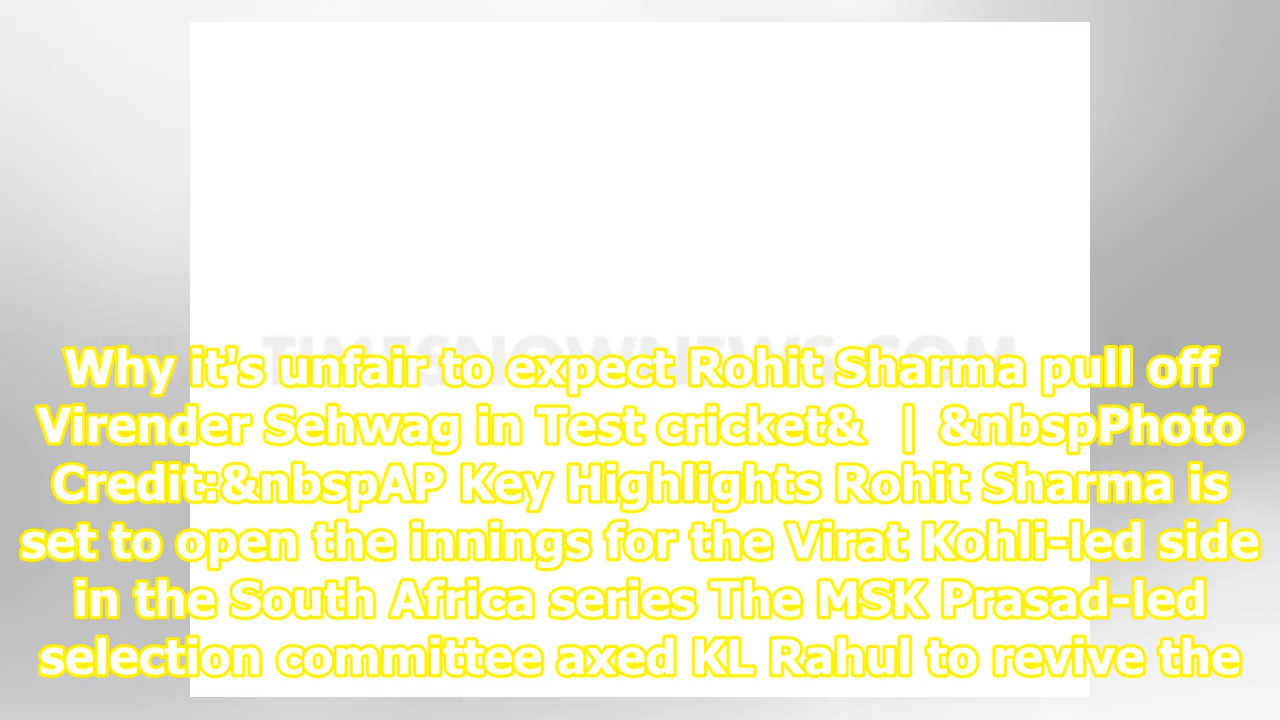 TIMESNOWNEWS.COM
Why it's unfair to expect Rohit Sharma pull off
Virender Sehwag in Test cricket&  | &nbspPhoto
Credit:&nbspAP Key Highlights Rohit Sharma is
set to open the innings for the Virat Kohli-led side
in the South Africa series The MSK Prasad-led
selection committee axed KL Rahul to revive the